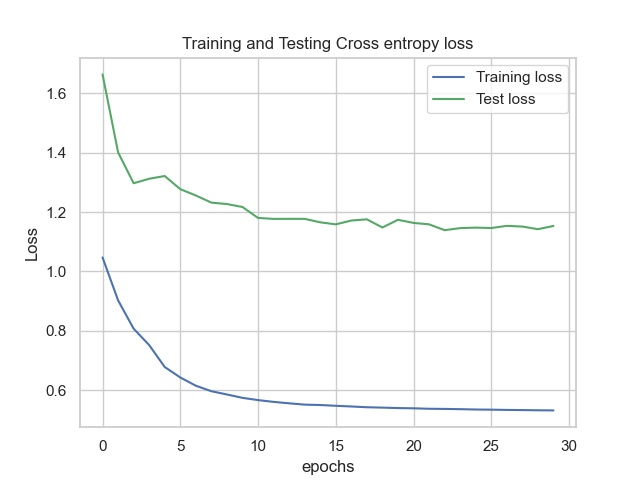 Training and Testing Cross entropy loss
Training loss
Test loss
1.6
1.4
1.2
1.0
0.8
0.6
Loss
0 5 10 15 20 25 30
epochs